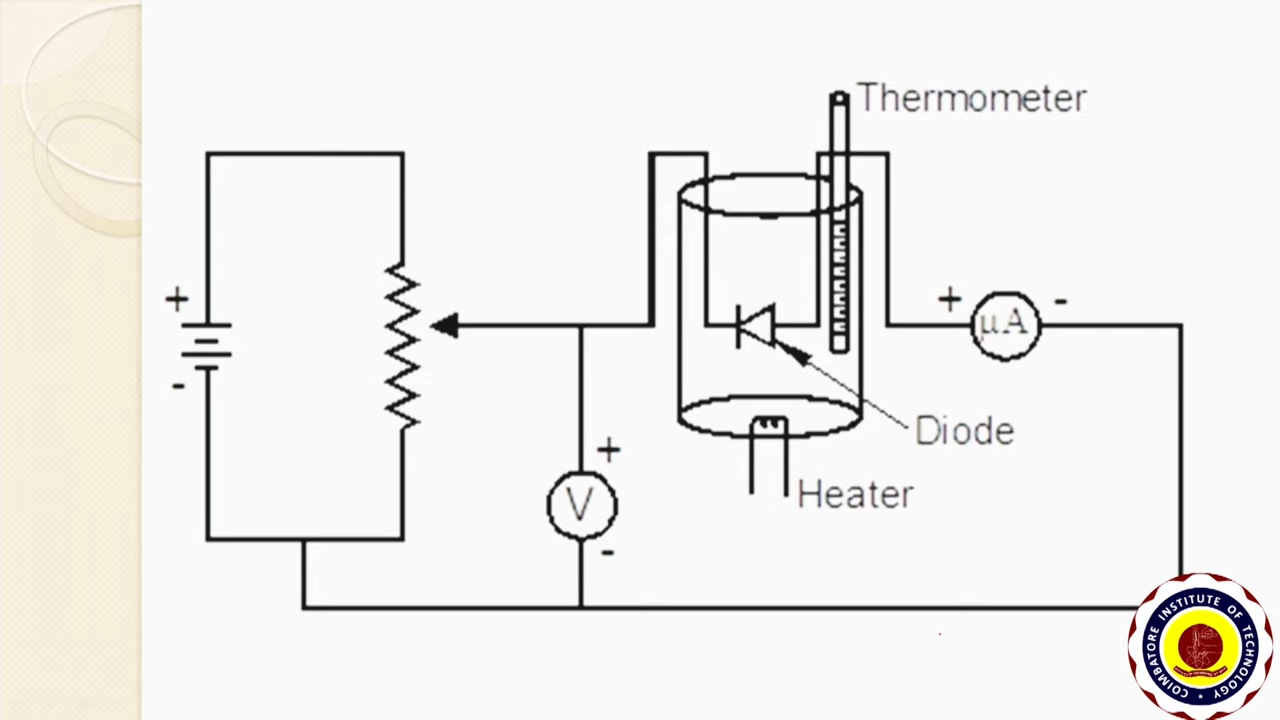 Thermometer
+
+
-
µA
-
Diode
+
V
Heater
-
COIMBATORE INSTITUTE OF TECHNOLOGY